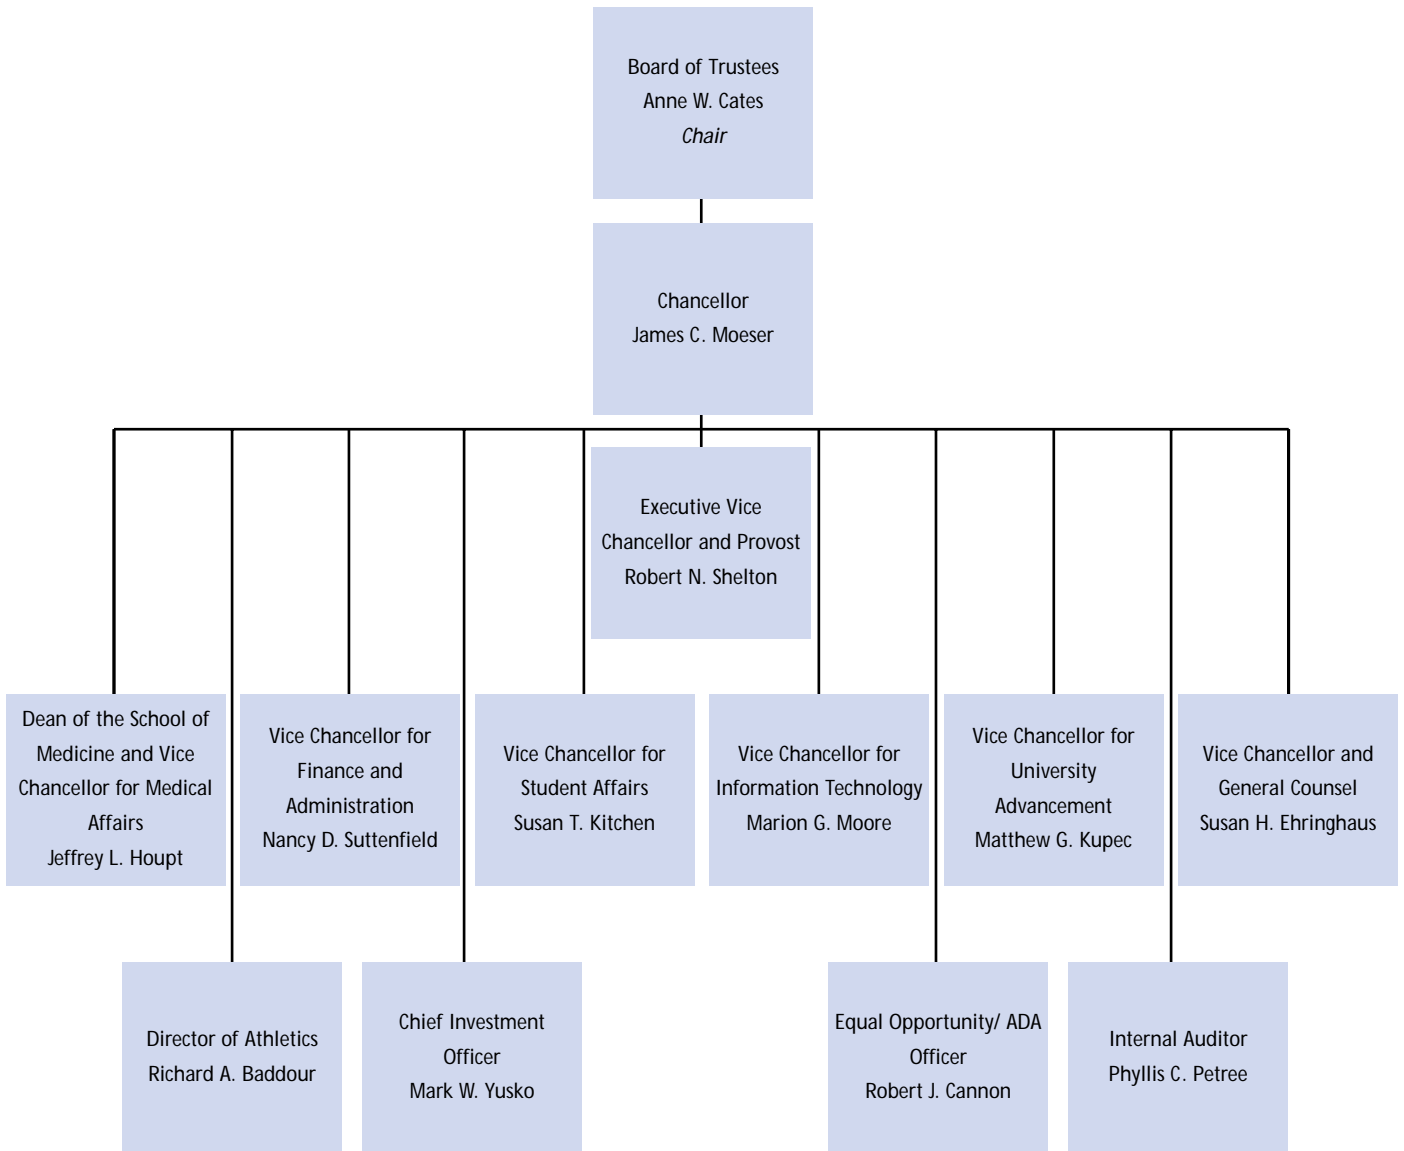 Board of Trustees
Anne W. Cates
Chair
Chancellor
James C. Moeser
Executive Vice
Chancellor and Provost
Robert N. Shelton
Dean of the School of
Medicine and Vice
Chancellor for Medical
Affairs
Jeffrey L. Houpt
Vice Chancellor for
Finance and
Administration
Nancy D. Suttenfield
Vice Chancellor for
Student Affairs
Susan T. Kitchen
Vice Chancellor for
Information Technology
Marion G. Moore
Vice Chancellor for
University
Advancement
Matthew G. Kupec
Vice Chancellor and
General Counsel
Susan H. Ehringhaus
Director of Athletics
Richard A. Baddour
Chief Investment
Officer
Mark W. Yusko
Equal Opportunity/ ADA
Officer
Robert J. Cannon
Internal Auditor
Phyllis C. Petree